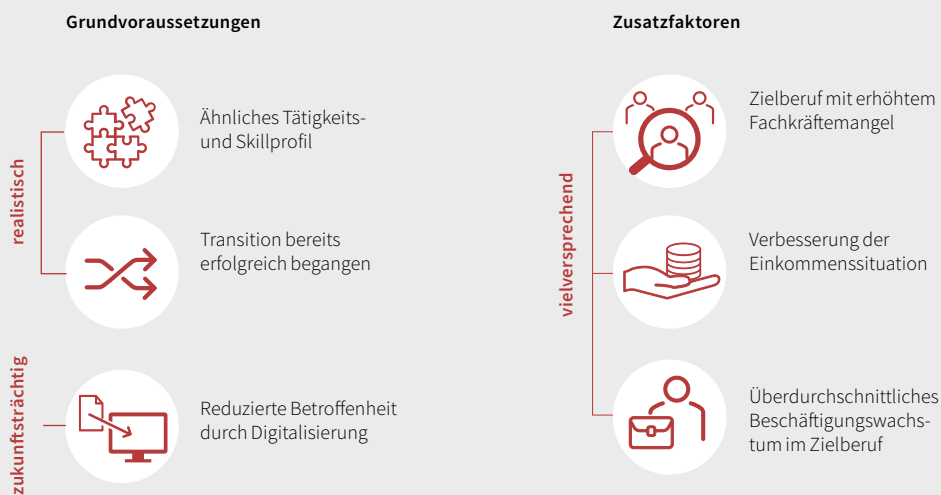 Grundvoraussetzungen
realistisch
Ähnliches Tätigkeits-
und Skillprofil
Transition bereits
erfolgreich begangen
zukunftsträchtig
Reduzierte Betroffenheit
durch Digitalisierung
Zusatzfaktoren
vielversprechend
Zielberuf mit erhöhtem
Fachkräftemangel
Verbesserung der
Einkommenssituation
Überdurchschnittliches
Beschäftigungswachs-
tum im Zielberuf